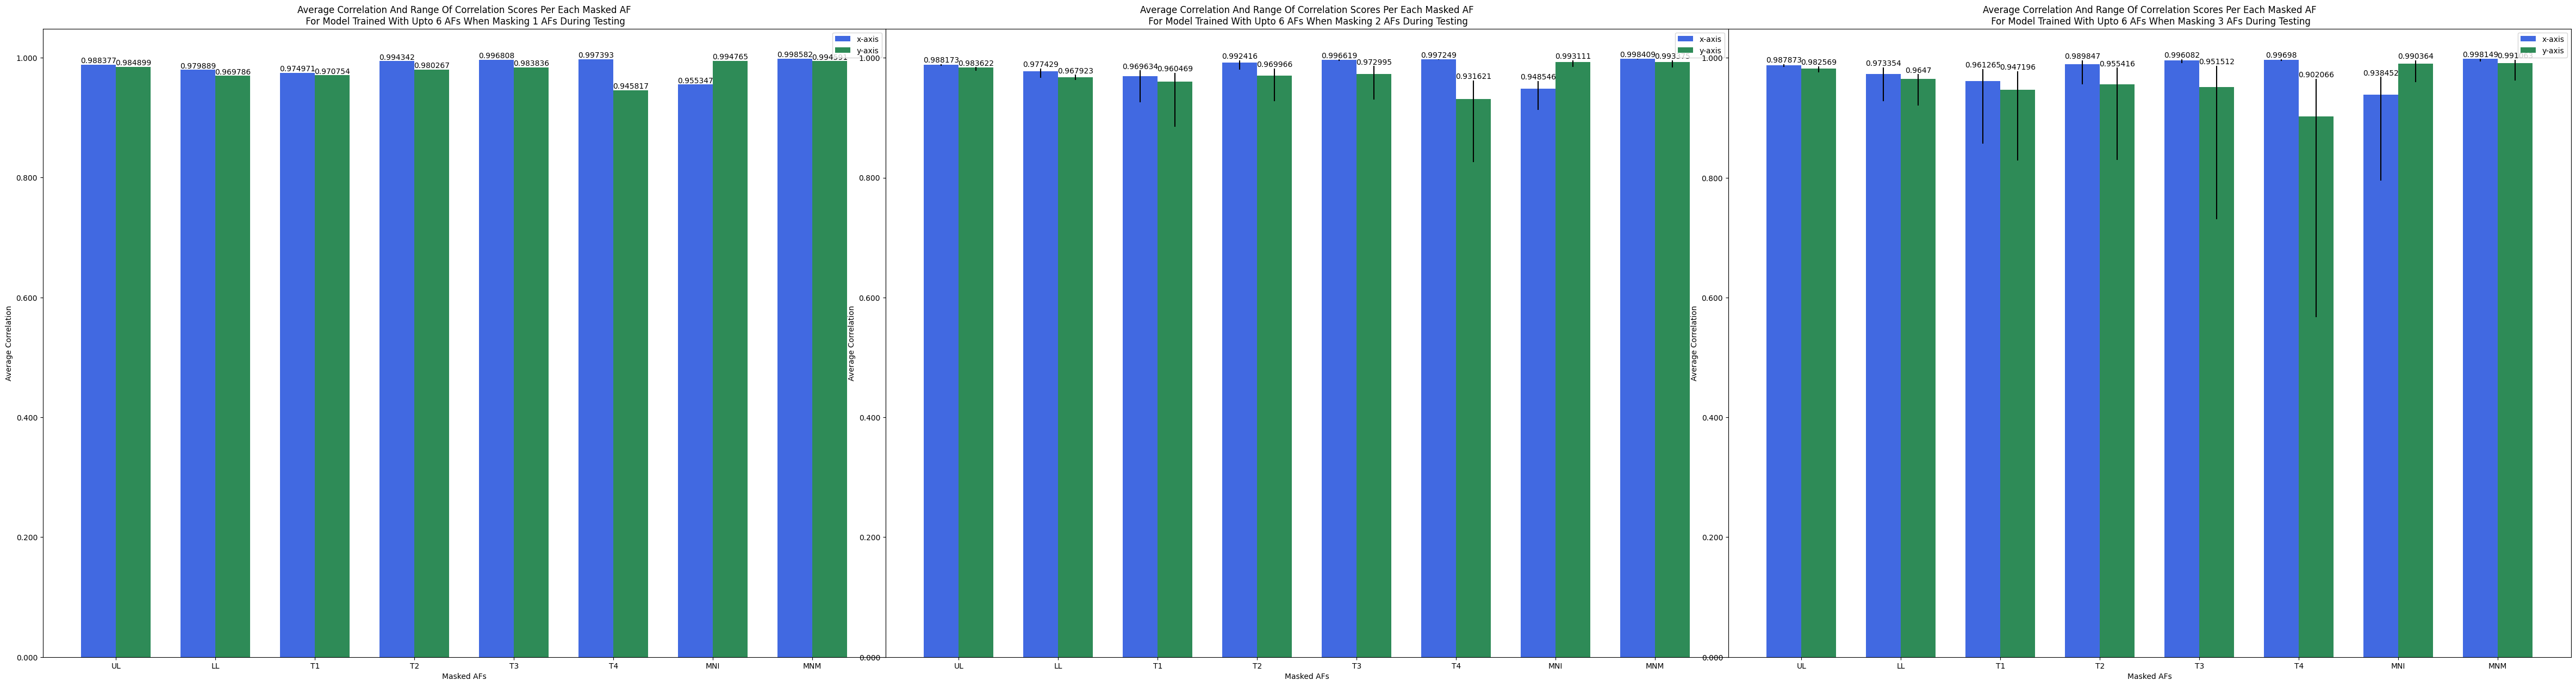 Average Correlation And Range Of Correlation Scores Per Each Masked AF
For Model Trained With Upto 6 AFs When Masking 1 AFs During Testing
x-axis
y-axis
1.000
0.800
0.600
0.400
0.200
0.000
Average Correlation
0.988377 0.984899 0.979889 0.969786 0.974971 0.970754 0.994342 0.980267 0.996808 0.983836 0.997393 0.945817 0.955347 0.994765 0.998582
UL LL T1 T2 T3 T4 MNI MNM
Masked AFs
Average Correlation And Range Of Correlation Scores Per Each Masked AF
For Model Trained With Upto 6 AFs When Masking 2 AFs During Testing
x-axis
y-axis
1.000
0.800
0.600
0.400
0.200
0.000
Average Correlation
0.988173 0.983622 0.977429 0.967923 0.969634 0.960469 0.992416 0.969966 0.996619 0.972995 0.997249 0.931621 0.948546 0.993111 0.998409
UL LL T1 T2 T3 T4 MNI MNM
Masked AFs
Average Correlation And Range Of Correlation Scores Per Each Masked AF
For Model Trained With Upto 6 AFs When Masking 3 AFs During Testing
x-axis
y-axis
1.000
0.800
0.600
0.400
0.200
0.000
Average Correlation
0.987873 0.982569 0.973354 0.9647 0.961265 0.947196 0.989847 0.955416 0.996082 0.951512 0.99698 0.902066 0.938452 0.990364 0.998149
UL LL T1 T2 T3 T4 MNI MNM
Masked AFs